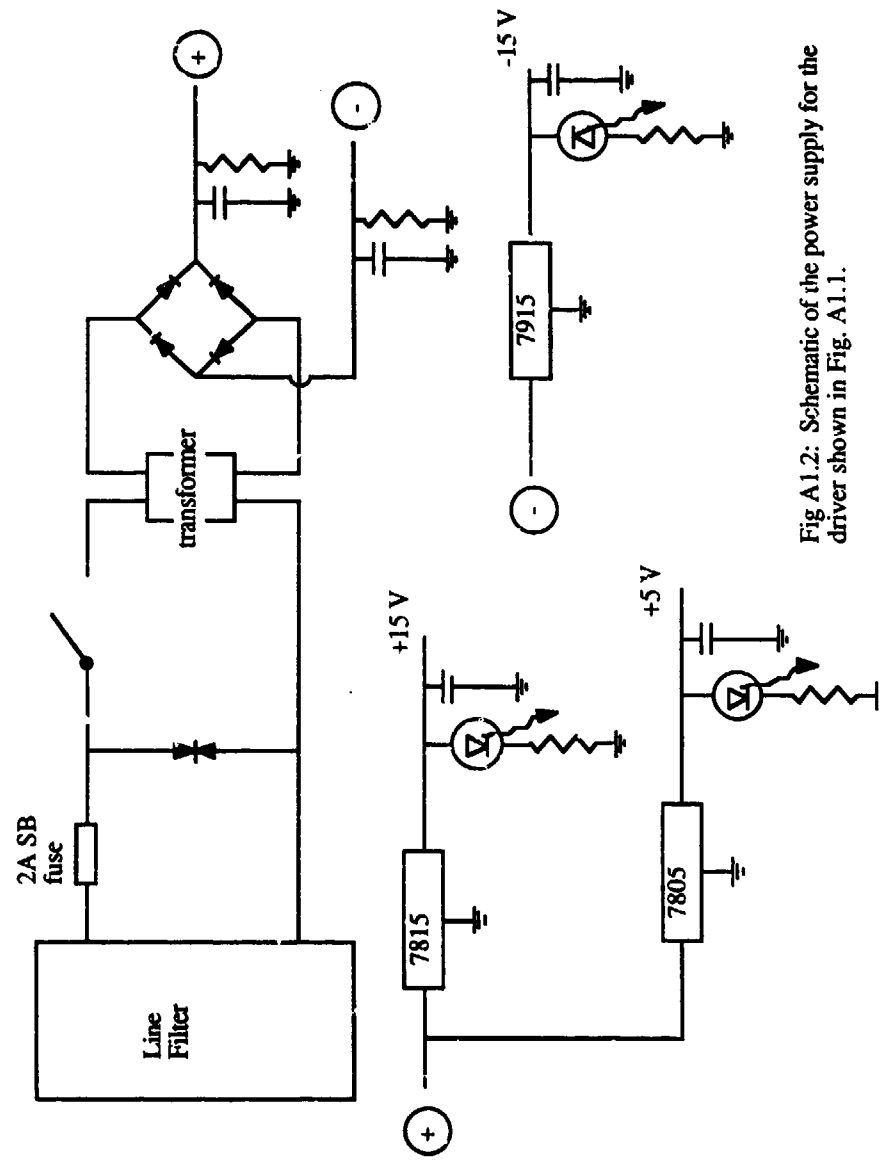 2A SB
fuse
Line
Filter
transformer
+
-
+
7815
+15 V
7805
+5 V
-
7915
-15 V
Fig A1.2: Schematic of the power supply for the
driver shown in Fig. A1.1.